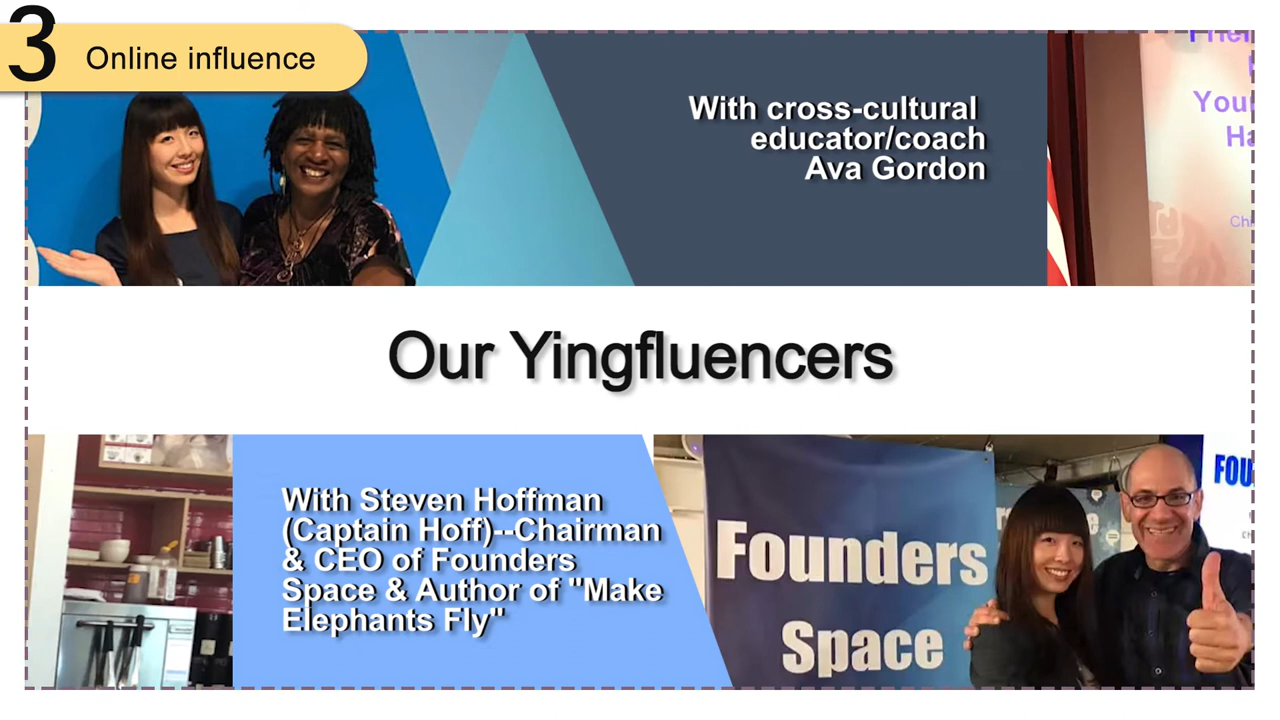 3 Online influence
With cross-cultural
educator/coach
Ava Gordon
Our Yingfluencers
With Steven Hoffman
(Captain Hoff)--Chairman
& CEO of Founders
Space & Author of "Make
Elephants Fly"
Founders
Space